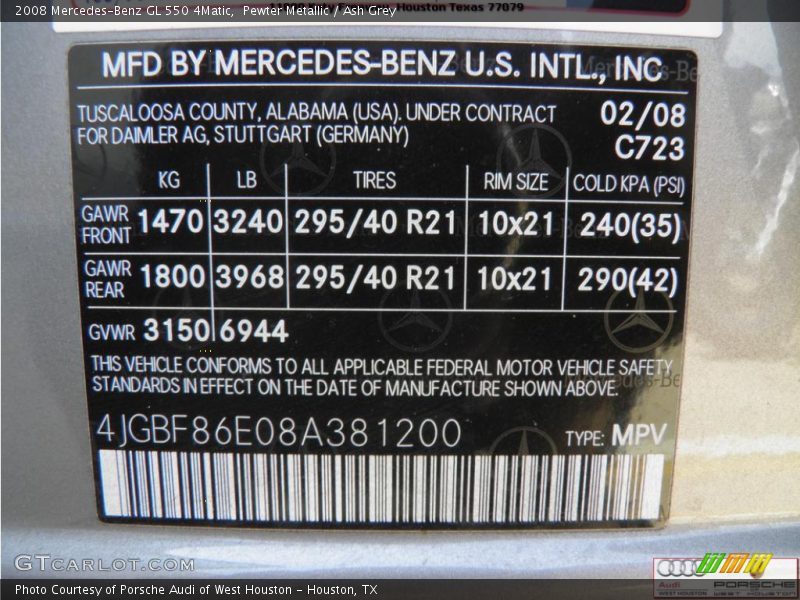 2008 Mercedes-Benz GL 550 4Matic,  Pewter Metallic / Ash Grey
Houston Texas 77079
MFD BY MERCEDES-BENZ U.S. INTL., INC
TUSCALOOSA COUNTY, ALABAMA (USA). UNDER CONTRACT
FOR DAIMLER AG, STUTTGART (GERMANY)
02/08
C723
KG LB TIRES RIM SIZE COLD KPA (PSI)
GAWR FRONT 1470 3240 295/40 R21 10x21 240(35)
GAWR REAR 1800 3968 295/40 R21 10x21 290(42)
GVWR 3150 6944
THIS VEHICLE CONFORMS TO ALL APPLICABLE FEDERAL MOTOR VEHICLE SAFETY
STANDARDS IN EFFECT ON THE DATE OF MANUFACTURE SHOWN ABOVE.
4JGBF86E08A381200 TYPE: MPV
GTCARLOT.COM
Audi PORSCHE
WEST HOUSTON WEST HOUSTON
Photo Courtesy of Porsche Audi of West Houston - Houston, TX